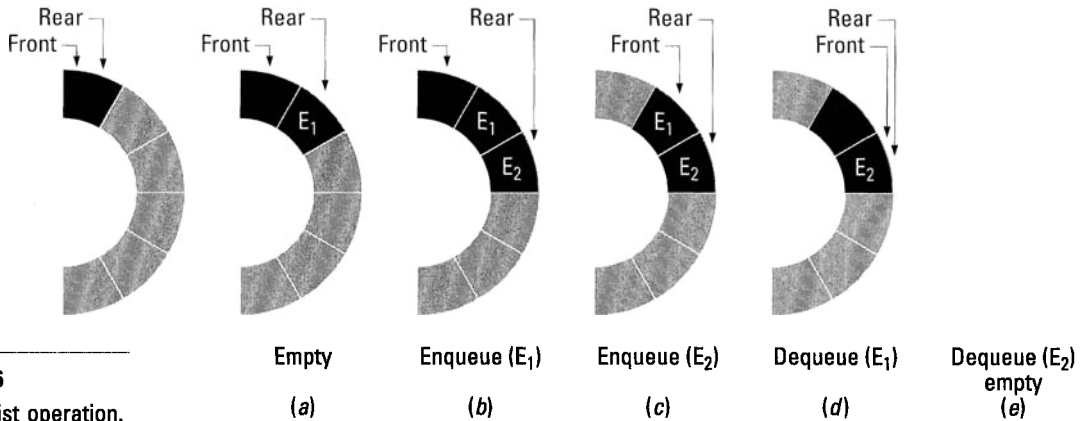 Rear
Front
Rear
Front
Rear
Front
Rear
Front
Rear
Front
E₁
E₁
E₂
E₁
E₂
E₂
Empty
Enqueue (E₁)
Enqueue (E₂)
Dequeue (E₁)
Dequeue (E₂)
empty
(a)
(b)
(c)
(d)
(e)
ist operation.